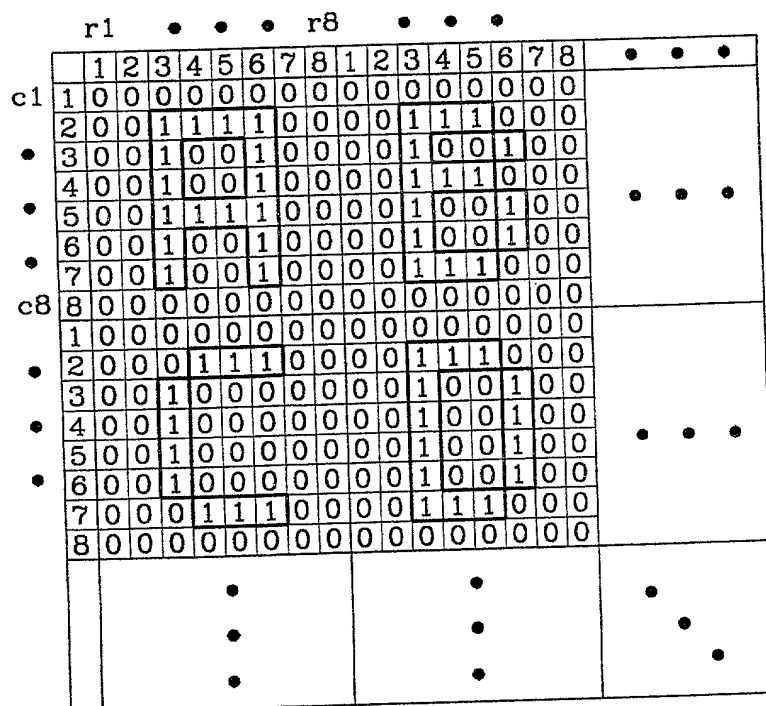 r1 • • • r8 • • •
1 2 3 4 5 6 7 8 1 2 3 4 5 6 7 8 • • •
c1 1 0 0 0 0 0 0 0 0 0 0 0 0 0 0 0 0
2 0 0 1 1 1 1 0 0 0 0 1 1 1 0 0 0
• 3 0 0 1 0 0 1 0 0 0 0 1 0 0 1 0 0
4 0 0 1 0 0 1 0 0 0 0 1 1 1 0 0 0 • • •
• 5 0 0 1 1 1 1 0 0 0 0 1 0 0 1 0 0
• 6 0 0 1 0 0 1 0 0 0 0 1 0 0 1 0 0
7 0 0 1 0 0 1 0 0 0 0 1 1 1 0 0 0
c8 8 0 0 0 0 0 0 0 0 0 0 0 0 0 0 0 0
1 0 0 0 0 0 0 0 0 0 0 0 0 0 0 0 0
• 2 0 0 0 1 1 1 0 0 0 0 1 1 1 0 0 0
3 0 0 1 0 0 0 0 0 0 0 1 0 0 1 0 0
• 4 0 0 1 0 0 0 0 0 0 0 1 0 0 1 0 0 • • •
5 0 0 1 0 0 0 0 0 0 0 1 0 0 1 0 0
• 6 0 0 1 0 0 0 0 0 0 0 1 0 0 1 0 0
7 0 0 0 1 1 1 0 0 0 0 1 1 1 0 0 0
8 0 0 0 0 0 0 0 0 0 0 0 0 0 0 0 0
• • •
• • •
• • •